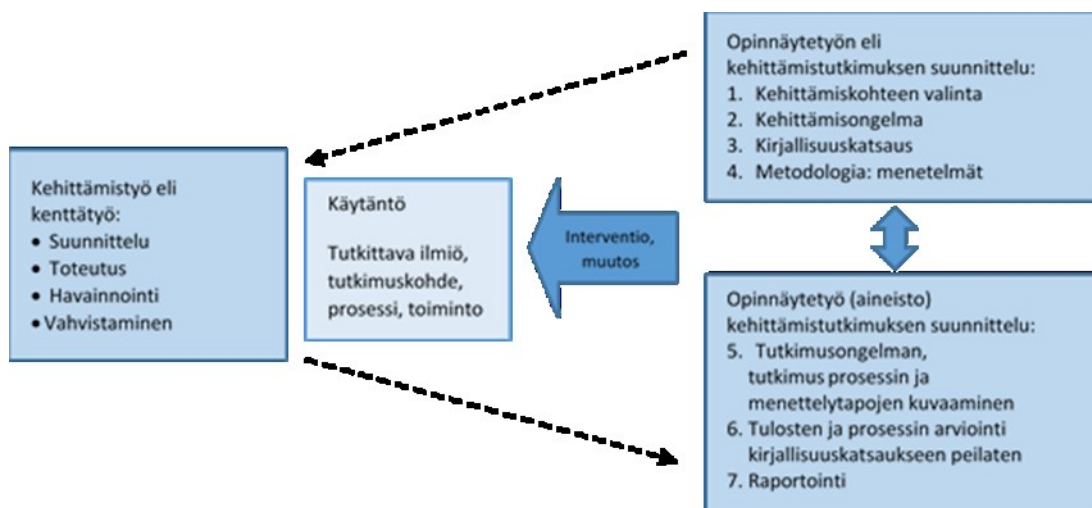 Kehittämistyö eli
kenttätyö:
• Suunnittelu
• Toteutus
• Havainnointi
• Vahvistaminen
Käytäntö
Tutkittava ilmiö,
tutkimuskohde,
prosessi, toiminto
Interventio,
muutos
Opinnäytetyön eli
kehittämistutkimuksen suunnittelu:
1. Kehittämiskohteen valinta
2. Kehittämisongelma
3. Kirjallisuuskatsaus
4. Metodologia: menetelmät
Opinnäytetyö (aineisto)
kehittämistutkimuksen suunnittelu:
5. Tutkimusongelman,
tutkimus prosessin ja
menettelytapojen kuvaaminen
6. Tulosten ja prosessin arviointi
kirjallisuuskatsaukseen peilaten
7. Raportointi